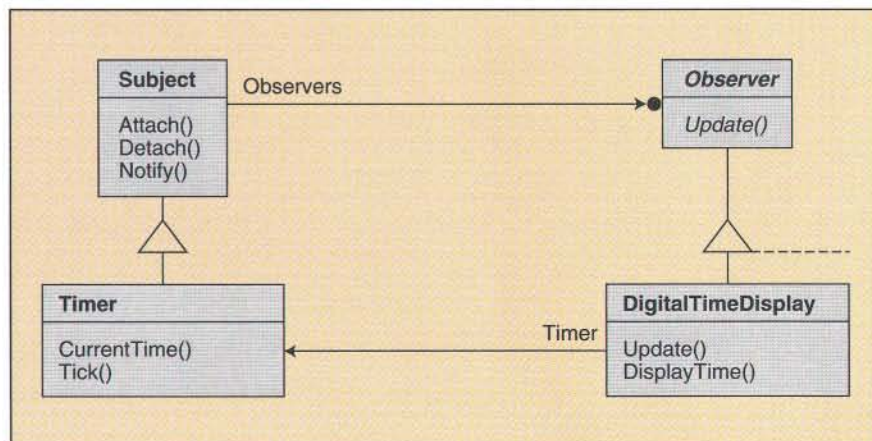 Subject
Attach()
Detach()
Notify()
Observers
Observer
Update()
Timer
CurrentTime()
Tick()
Timer
DigitalTimeDisplay
Update()
DisplayTime()